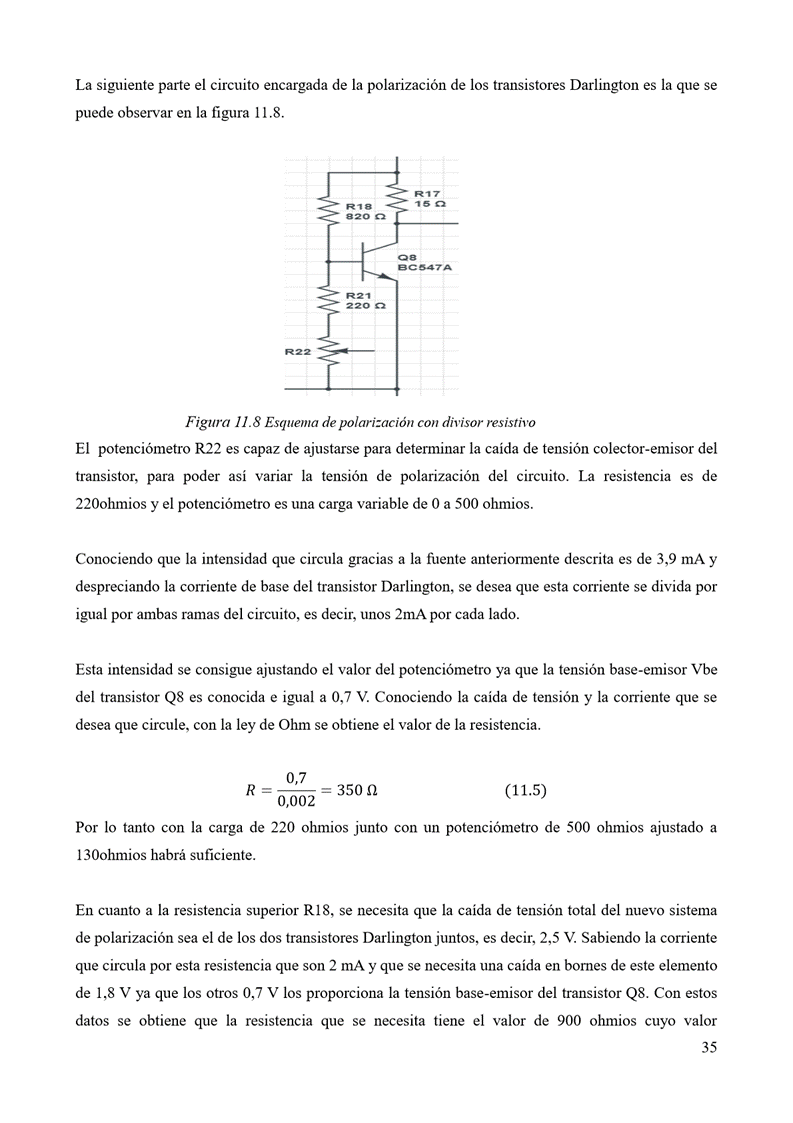 La siguiente parte el circuito encargada de la polarización de los transistores Darlington es la que se
puede observar en la figura 11.8.
R17
15 Ω
R18
820 Ω
Q8
BC547A
R21
220 Ω
R22
Figura 11.8 Esquema de polarización con divisor resistivo
El potenciómetro R22 es capaz de ajustarse para determinar la caída de tensión colector-emisor del
transistor, para poder así variar la tensión de polarización del circuito. La resistencia es de
220ohmios y el potenciómetro es una carga variable de 0 a 500 ohmios.
Conociendo que la intensidad que circula gracias a la fuente anteriormente descrita es de 3,9 mA y
despreciando la corriente de base del transistor Darlington, se desea que esta corriente se divida por
igual por ambas ramas del circuito, es decir, unos 2mA por cada lado.
Esta intensidad se consigue ajustando el valor del potenciómetro ya que la tensión base-emisor Vbe
del transistor Q8 es conocida e igual a 0,7 V. Conociendo la caída de tensión y la corriente que se
desea que circule, con la ley de Ohm se obtiene el valor de la resistencia.
R = 0,7 / 0,002 = 350 Ω (11.5)
Por lo tanto con la carga de 220 ohmios junto con un potenciómetro de 500 ohmios ajustado a
130ohmios habrá suficiente.
En cuanto a la resistencia superior R18, se necesita que la caída de tensión total del nuevo sistema
de polarización sea el de los dos transistores Darlington juntos, es decir, 2,5 V. Sabiendo la corriente
que circula por esta resistencia que son 2 mA y que se necesita una caída en bornes de este elemento
de 1,8 V ya que los otros 0,7 V los proporciona la tensión base-emisor del transistor Q8. Con estos
datos se obtiene que la resistencia que se necesita tiene el valor de 900 ohmios cuyo valor
35